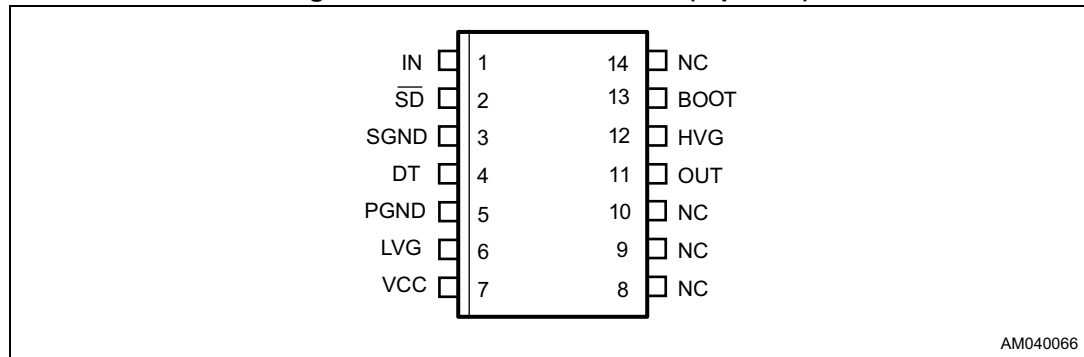 IN 1 14 NC
SD 2 13 BOOT
SGND 3 12 HVG
DT 4 11 OUT
PGND 5 10 NC
LVG 6 9 NC
VCC 7 8 NC
AM040066